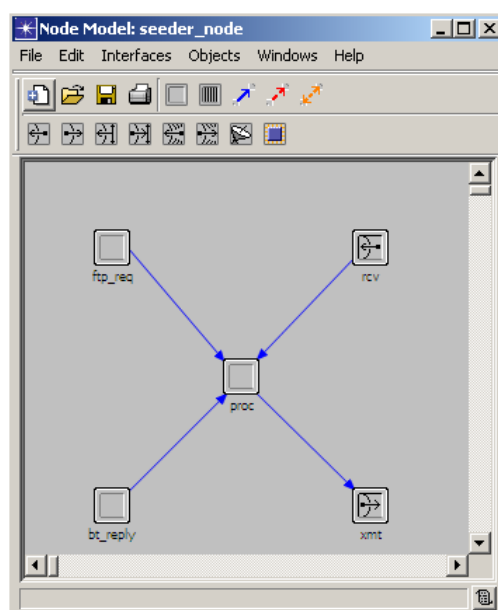 Node Model: seeder_node
File Edit Interfaces Objects Windows Help
ftp_req
rcv
proc
bt_reply
xmt